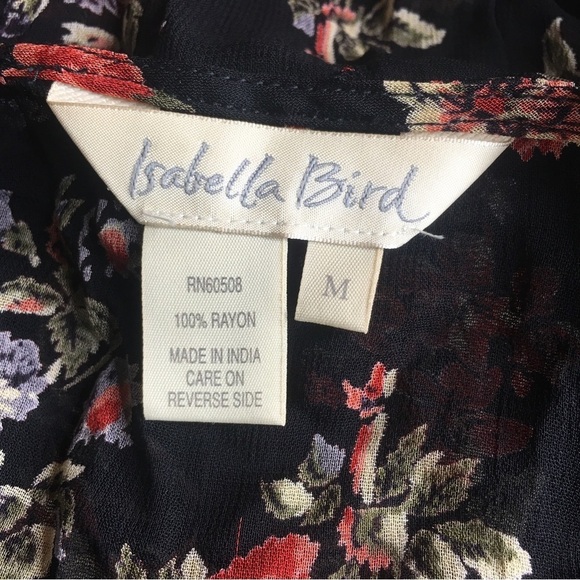 Isabella Bird
RN60508
100% RAYON
MADE IN INDIA
CARE ON
REVERSE SIDE
M